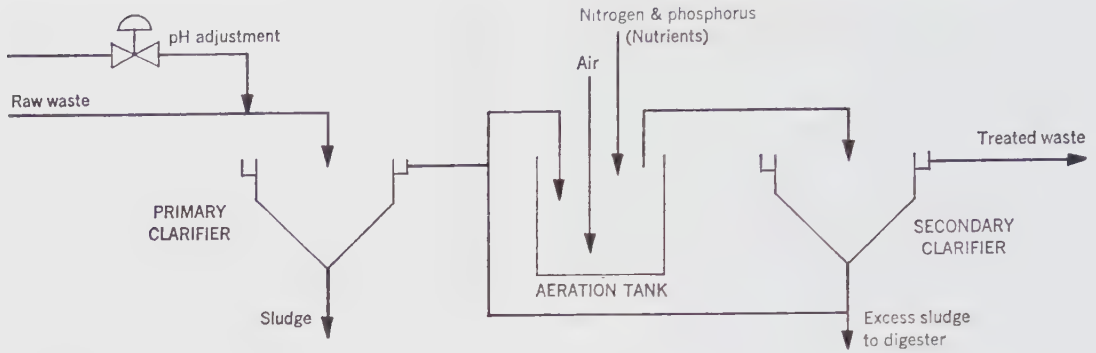 Nitrogen & phosphorus
(Nutrients)
pH adjustment
Air
Raw waste
Treated waste
PRIMARY
CLARIFIER
SECONDARY
CLARIFIER
AERATION TANK
Sludge
Excess sludge
to digester